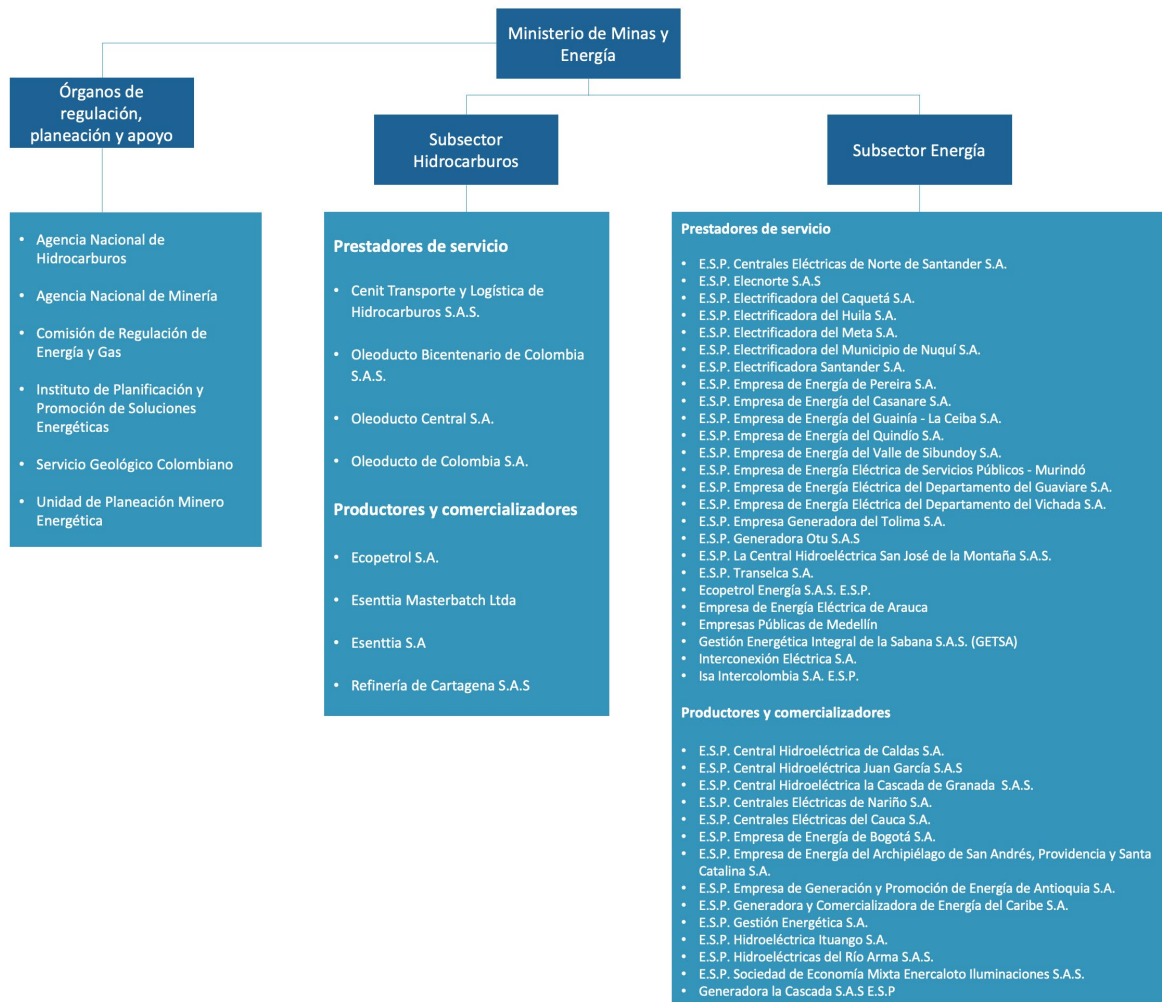 Ministerio de Minas y
Energía
Órganos de
regulación,
planeación y apoyo
Subsector
Hidrocarburos
Subsector Energía
• Agencia Nacional de
Hidrocarburos
• Agencia Nacional de Minería
• Comisión de Regulación de
Energía y Gas
• Instituto de Planificación y
Promoción de Soluciones
Energéticas
• Servicio Geológico Colombiano
• Unidad de Planeación Minero
Energética
Prestadores de servicio
• Cenit Transporte y Logística de
Hidrocarburos S.A.S.
• Oleoducto Bicentenario de Colombia
S.A.S.
• Oleoducto Central S.A.
• Oleoducto de Colombia S.A.
Productores y comercializadores
• Ecopetrol S.A.
• Esenttia Masterbatch Ltda
• Esenttia S.A
• Refinería de Cartagena S.A.S
Prestadores de servicio
• E.S.P. Centrales Eléctricas de Norte de Santander S.A.
• E.S.P. Elecnorte S.A.S
• E.S.P. Electrificadora del Caquetá S.A.
• E.S.P. Electrificadora del Huila S.A.
• E.S.P. Electrificadora del Meta S.A.
• E.S.P. Electrificadora del Municipio de Nuquí S.A.
• E.S.P. Electrificadora Santander S.A.
• E.S.P. Empresa de Energía de Pereira S.A.
• E.S.P. Empresa de Energía del Casanare S.A.
• E.S.P. Empresa de Energía del Guainía - La Ceiba S.A.
• E.S.P. Empresa de Energía del Quindío S.A.
• E.S.P. Empresa de Energía del Valle de Sibundoy S.A.
• E.S.P. Empresa de Energía Eléctrica de Servicios Públicos - Murindó
• E.S.P. Empresa de Energía Eléctrica del Departamento del Guaviare S.A.
• E.S.P. Empresa de Energía Eléctrica del Departamento del Vichada S.A.
• E.S.P. Empresa Generadora del Tolima S.A.
• E.S.P. Generadora Otu S.A.S
• E.S.P. La Central Hidroeléctrica San José de la Montaña S.A.S.
• E.S.P. Transelca S.A.
• Ecopetrol Energía S.A.S. E.S.P.
• Empresa de Energía Eléctrica de Arauca
• Empresas Públicas de Medellín
• Gestión Energética Integral de la Sabana S.A.S. (GETSA)
• Interconexión Eléctrica S.A.
• Isa Intercolombia S.A. E.S.P.
Productores y comercializadores
• E.S.P. Central Hidroeléctrica de Caldas S.A.
• E.S.P. Central Hidroeléctrica Juan García S.A.S
• E.S.P. Central Hidroeléctrica la Cascada de Granada S.A.S.
• E.S.P. Centrales Eléctricas de Nariño S.A.
• E.S.P. Centrales Eléctricas del Cauca S.A.
• E.S.P. Empresa de Energía de Bogotá S.A.
• E.S.P. Empresa de Energía del Archipiélago de San Andrés, Providencia y Santa
Catalina S.A.
• E.S.P. Empresa de Generación y Promoción de Energía de Antioquia S.A.
• E.S.P. Generadora y Comercializadora de Energía del Caribe S.A.
• E.S.P. Gestión Energética S.A.
• E.S.P. Hidroeléctrica Ituango S.A.
• E.S.P. Hidroeléctricas del Río Arma S.A.S.
• E.S.P. Sociedad de Economía Mixta Enercaloto Iluminaciones S.A.S.
• Generadora la Cascada S.A.S E.S.P